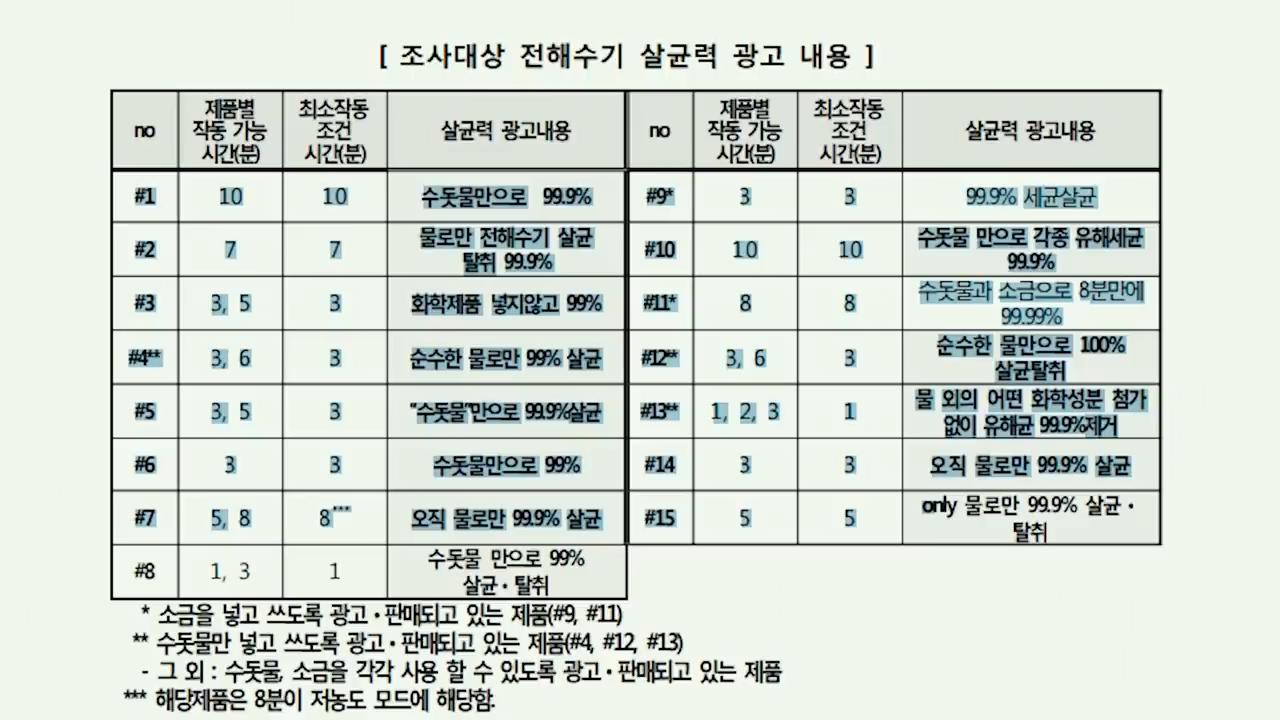 [ 조사대상 전해수기 살균력 광고 내용 ]
no 제품별 작동 가능 시간(분) 최소작동 조건 시간(분) 살균력 광고내용
#1 10 10 수돗물만으로 99.9%
#2 7 7 물로만 전해수기 살균 탈취 99.9%
#3 3, 5 3 화학제품 넣지않고 99%
#4** 3, 6 3 순수한 물로만 99% 살균
#5 3, 5 3 "수돗물"만으로 99.9%살균
#6 3 3 수돗물만으로 99%
#7 5, 8 8*** 오직 물로만 99.9% 살균
#8 1, 3 1 수돗물 만으로 99% 살균·탈취
no 제품별 작동 가능 시간(분) 최소작동 조건 시간(분) 살균력 광고내용
#9* 3 3 99.9% 세균살균
#10 10 10 수돗물 만으로 각종 유해세균 99.9%
#11* 8 8 수돗물과 소금으로 8분만에 99.99%
#12** 3, 6 3 순수한 물만으로 100% 살균탈취
#13** 1, 2, 3 1 물 외의 어떤 화학성분 첨가 없이 유해균 99.9%제거
#14 3 3 오직 물로만 99.9% 살균
#15 5 5 only 물로만 99.9% 살균·탈취
* 소금을 넣고 쓰도록 광고·판매되고 있는 제품(#9, #11)
** 수돗물만 넣고 쓰도록 광고·판매되고 있는 제품(#4, #12, #13)
- 그 외 : 수돗물, 소금을 각각 사용 할 수 있도록 광고·판매되고 있는 제품
*** 해당제품은 8분이 저농도 모드에 해당함.